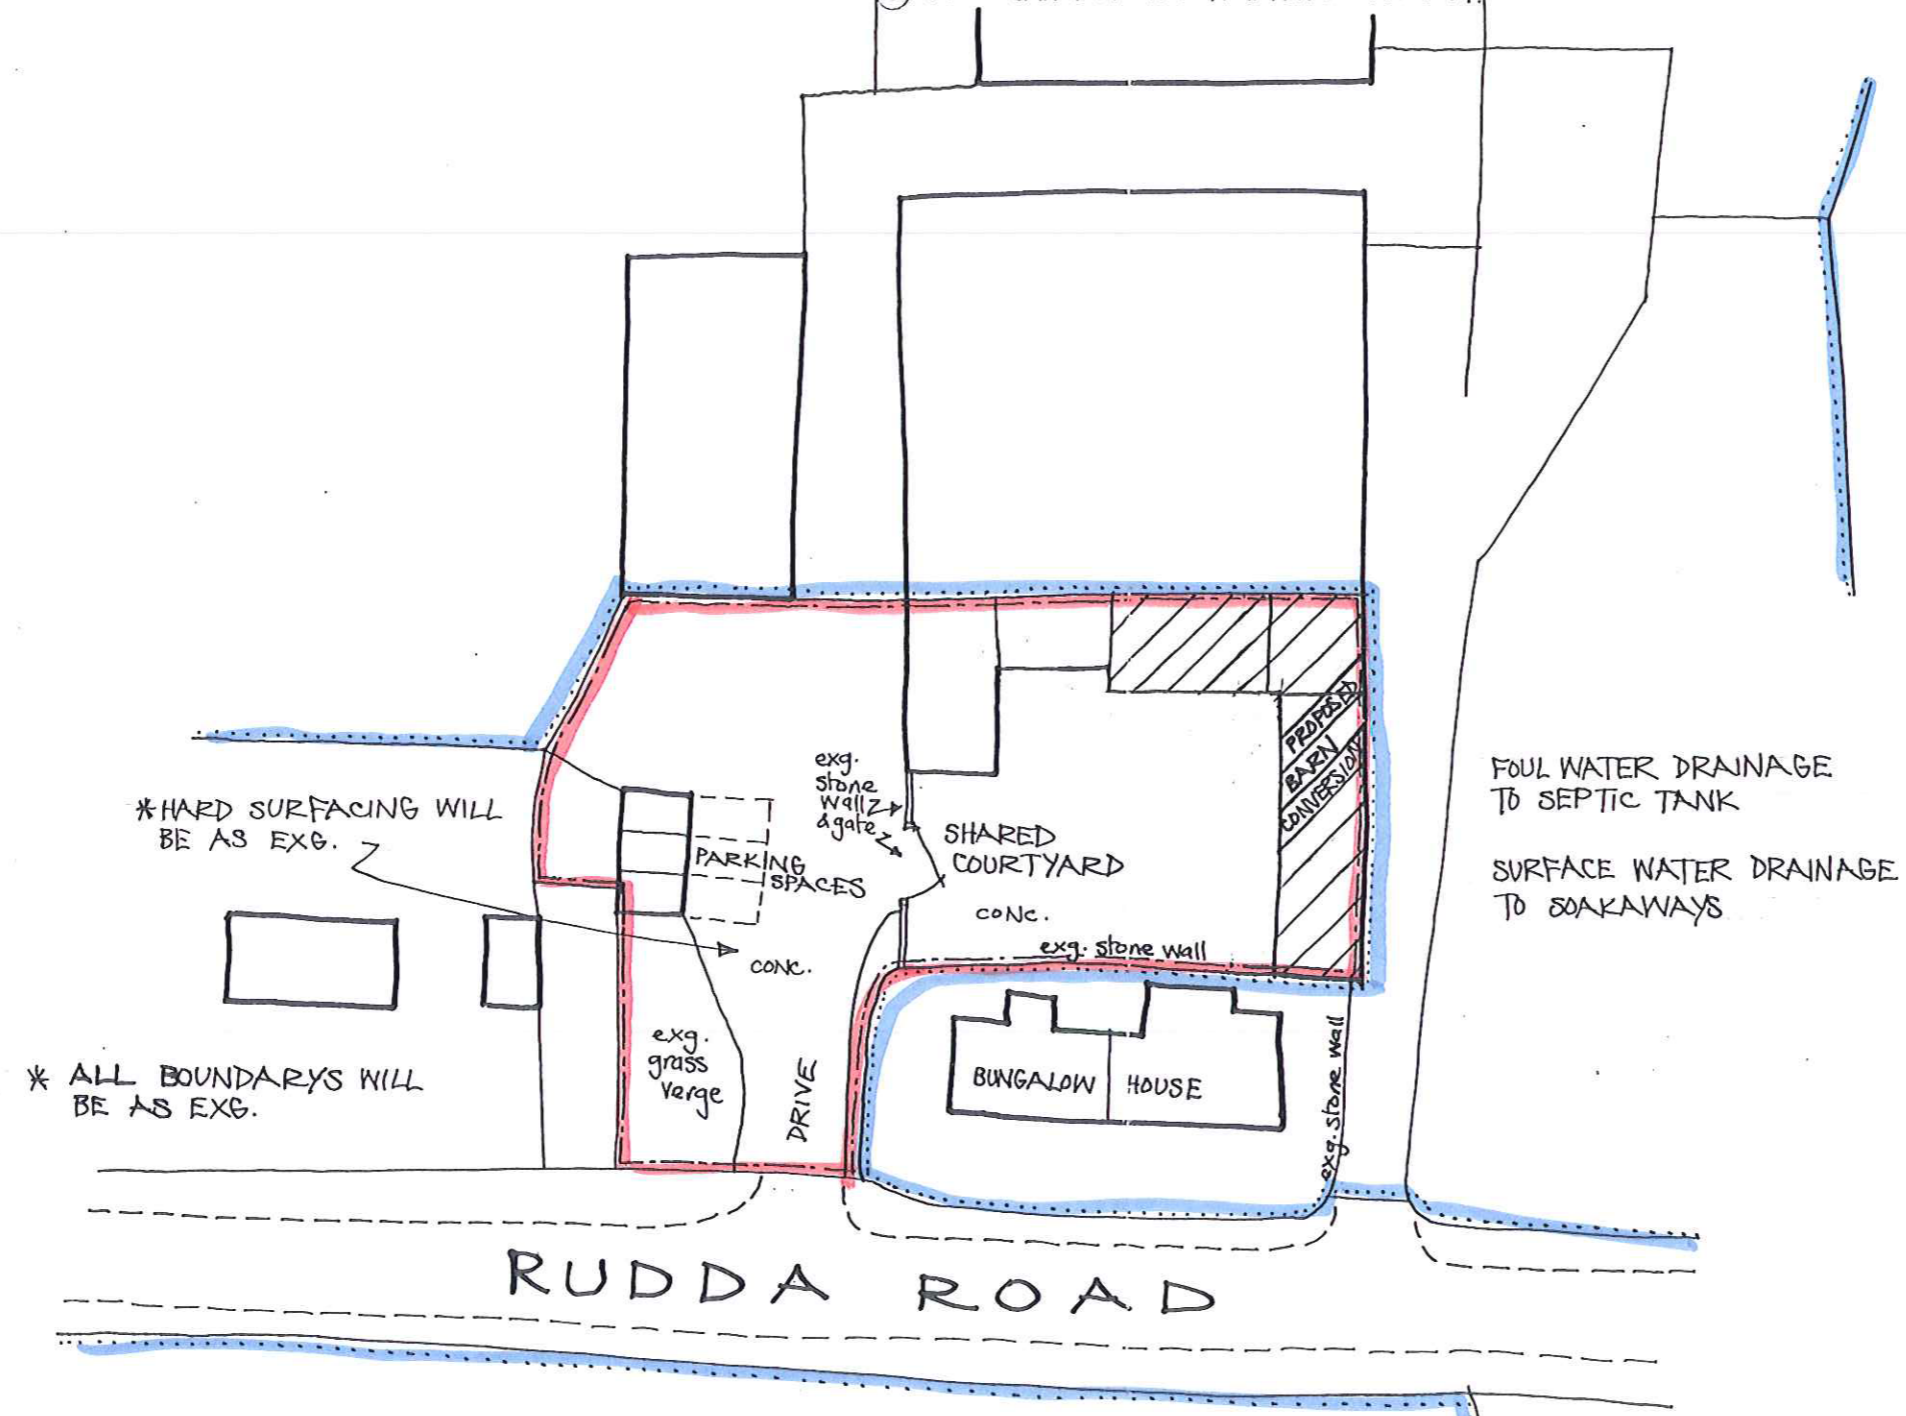 exg.
stone
wall
& gate
* HARD SURFACING WILL
BE AS EXG.
SHARED
COURTYARD
CONC.
PARKING
SPACES
CONC.
PROPOSED
BARN
CONVERSION
FOUL WATER DRAINAGE
TO SEPTIC TANK
SURFACE WATER DRAINAGE
TO SOAKAWAYS
exg. stone wall
exg.
grass
verge
DRIVE
BUNGALOW
HOUSE
exg. stone wall
* ALL BOUNDARYS WILL
BE AS EXG.
RUDDA ROAD